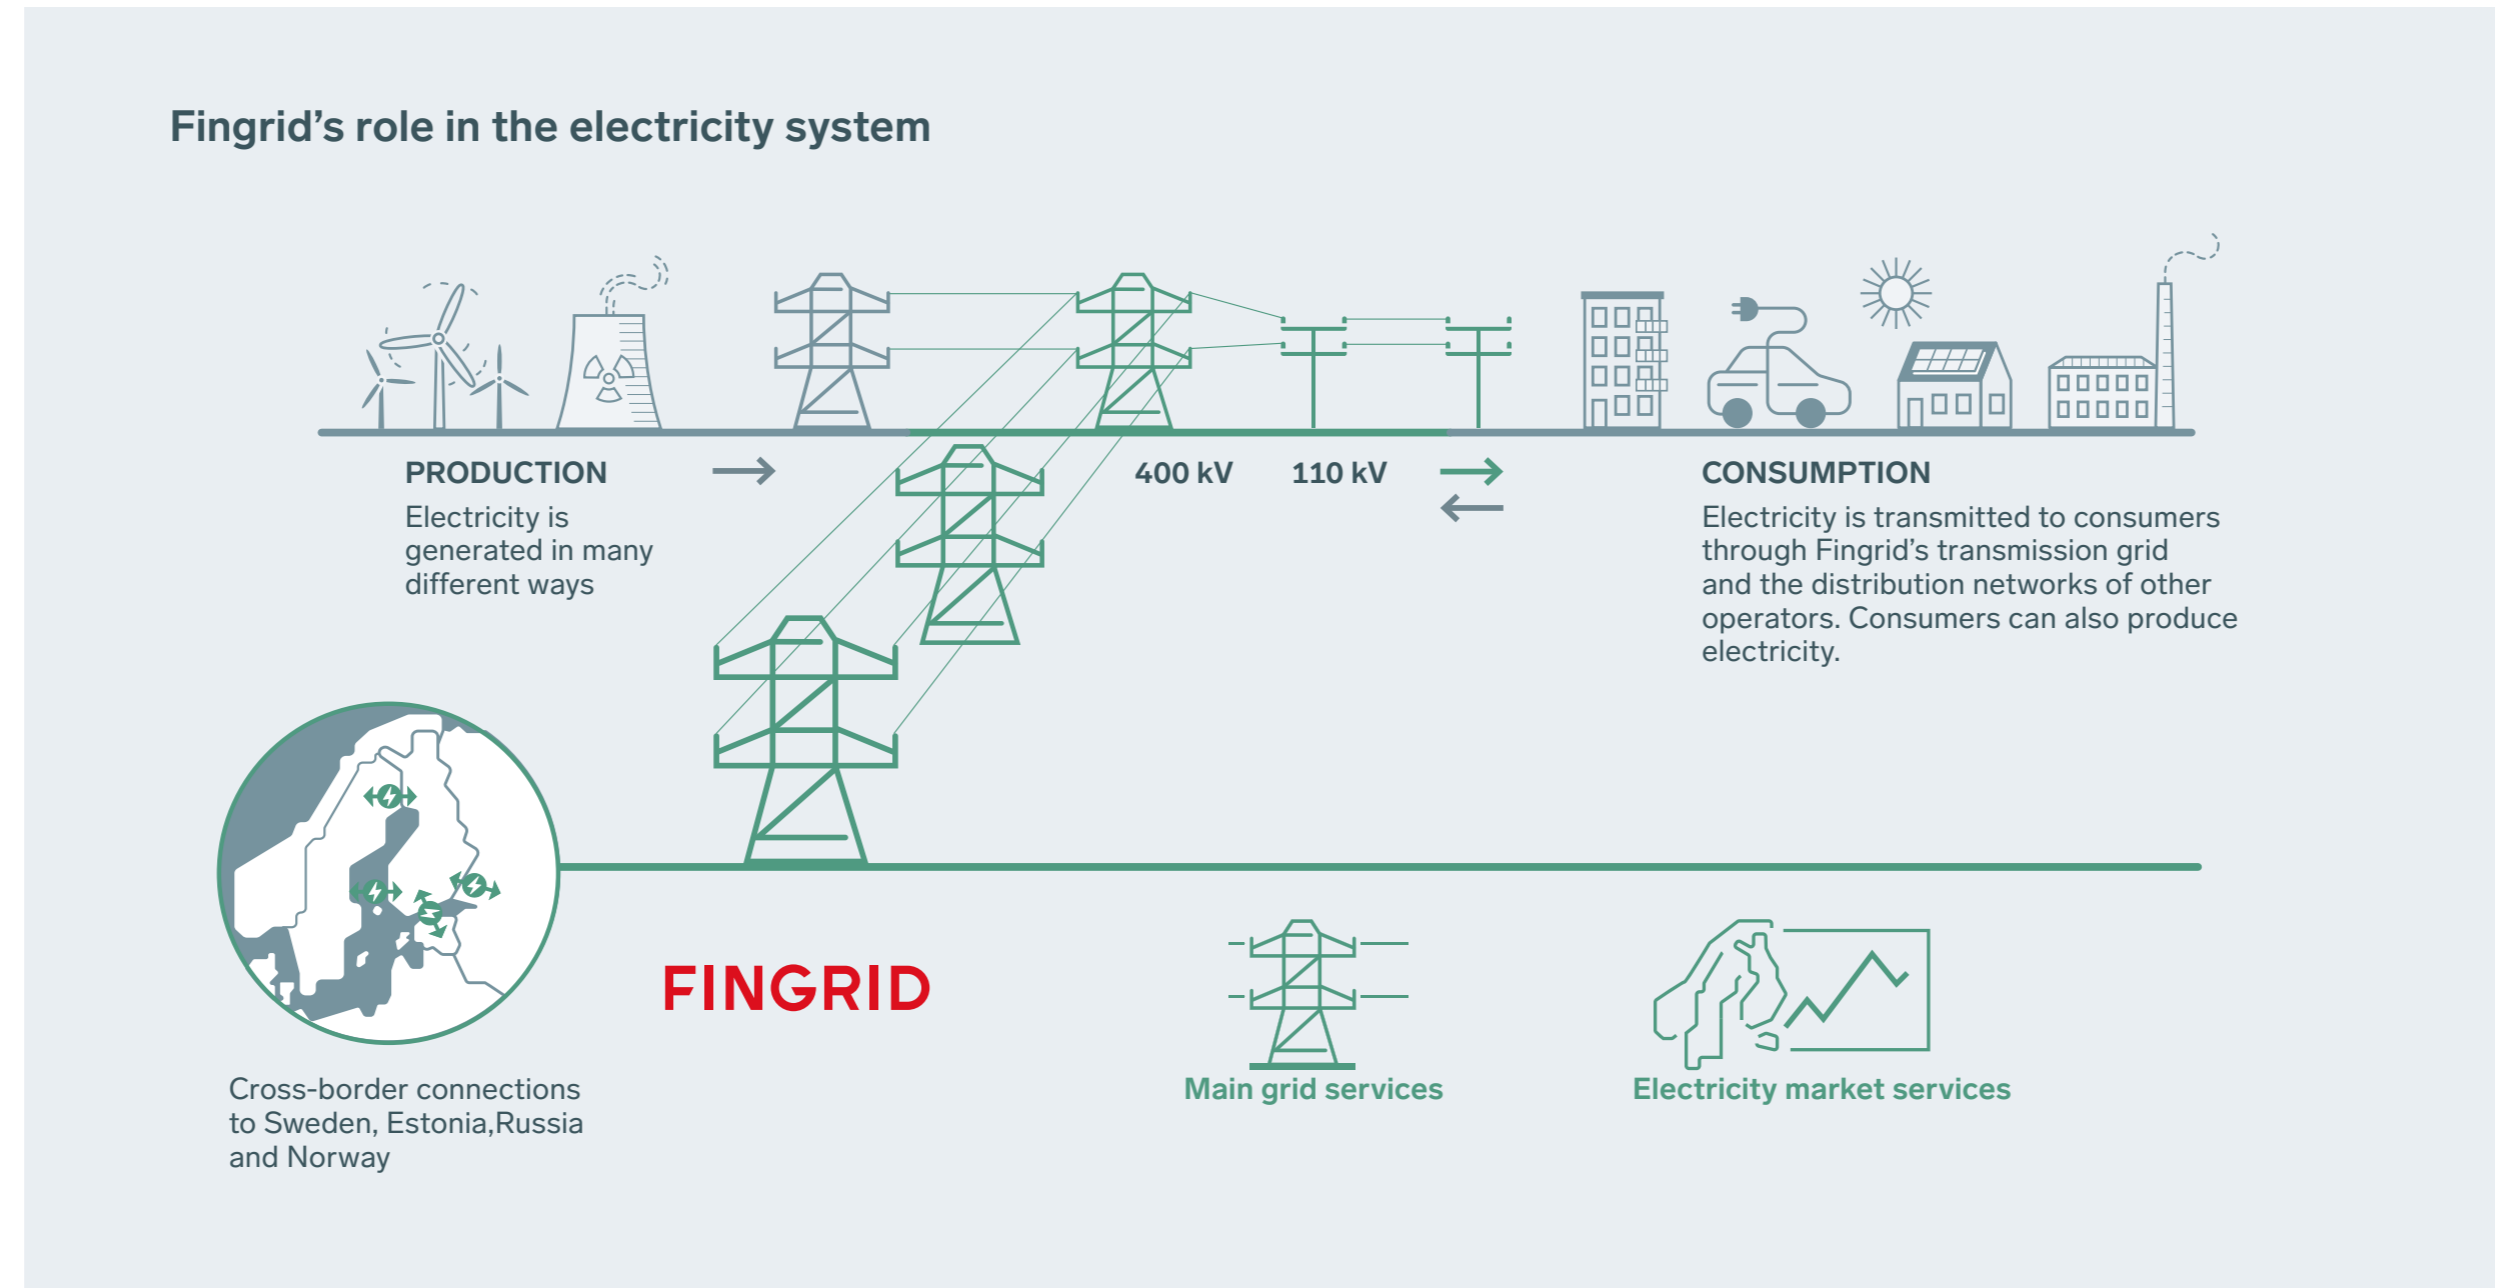 Fingrid’s role in the electricity system
PRODUCTION
Electricity is
generated in many
different ways
400 kV
110 kV
CONSUMPTION
Electricity is transmitted to consumers
through Fingrid’s transmission grid
and the distribution networks of other
operators. Consumers can also produce
electricity.
Cross-border connections
to Sweden, Estonia,Russia
and Norway
FINGRID
Main grid services
Electricity market services